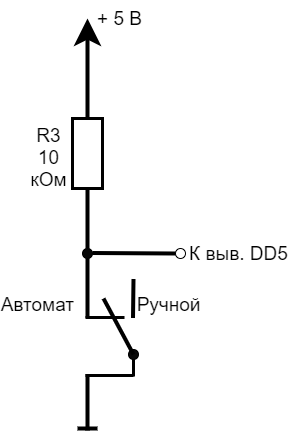 + 5 В
R3
10
кОм
К выв. DD5
Автомат
Ручной